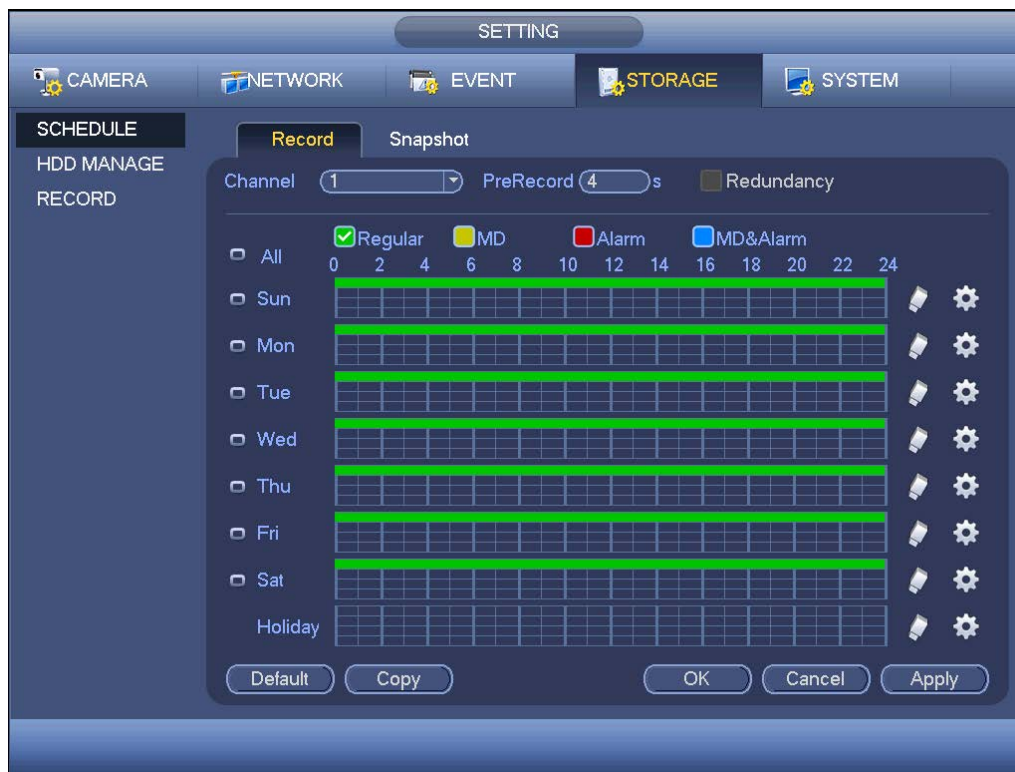 SETTING
CAMERA NETWORK EVENT STORAGE SYSTEM
SCHEDULE
HDD MANAGE
RECORD
Record Snapshot
Channel 1 PreRecord 4 s Redundancy
Regular MD Alarm MD&Alarm
All 0 2 4 6 8 10 12 14 16 18 20 22 24
Sun
Mon
Tue
Wed
Thu
Fri
Sat
Holiday
Default Copy OK Cancel Apply